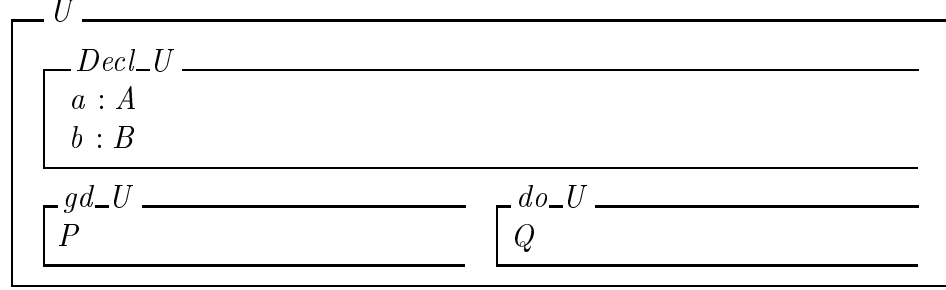 U
Decl_U
a : A
b : B
gd_U
P
do_U
Q